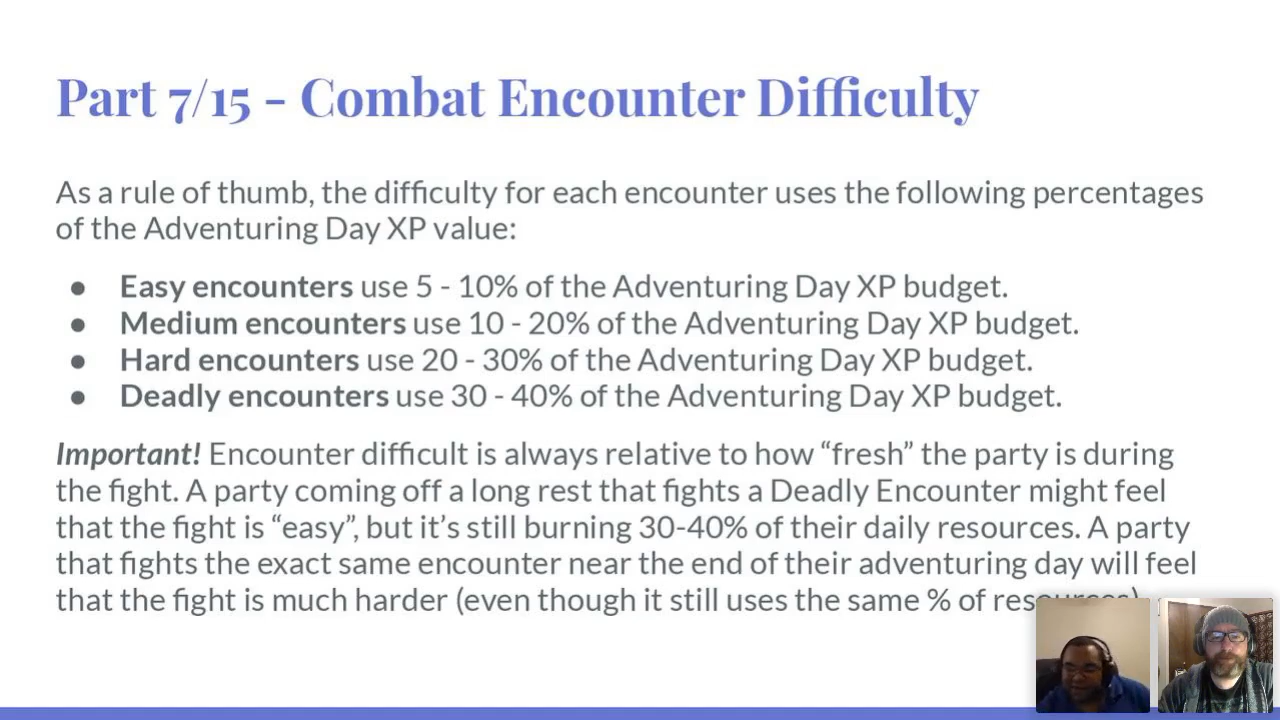 Part 7/15 - Combat Encounter Difficulty
As a rule of thumb, the difficulty for each encounter uses the following percentages
of the Adventuring Day XP value:
● Easy encounters use 5 - 10% of the Adventuring Day XP budget.
● Medium encounters use 10 - 20% of the Adventuring Day XP budget.
● Hard encounters use 20 - 30% of the Adventuring Day XP budget.
● Deadly encounters use 30 - 40% of the Adventuring Day XP budget.
Important! Encounter difficult is always relative to how “fresh” the party is during
the fight. A party coming off a long rest that fights a Deadly Encounter might feel
that the fight is “easy”, but it’s still burning 30-40% of their daily resources. A party
that fights the exact same encounter near the end of their adventuring day will feel
that the fight is much harder (even though it still uses the same % of resources)